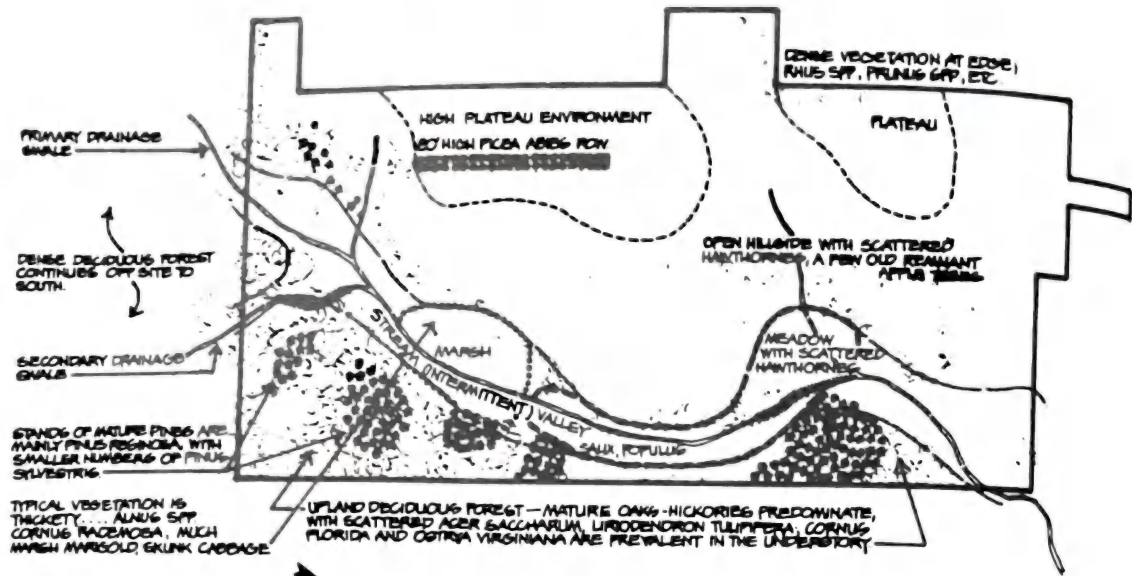 DENSE VEGETATION AT EDGE;
RHUS SPP, PRUNUS SPP, ETC.
HIGH PLATEAU ENVIRONMENT
80' HIGH PICEA ABIES ROW
PLATEAU
PRIMARY DRAINAGE
SWALE
DENSE DECIDUOUS FOREST
CONTINUES OFF SITE TO
SOUTH.
OPEN HILLSIDE WITH SCATTERED
HAWTHORNES, A FEW OLD REMNANT
APPLE TREES
SECONDARY DRAINAGE
SWALE
MARSH
STREAM (INTERMITTENT) VALLEY
SALIX, POPULUS
MEADOW
WITH SCATTERED
HAWTHORNES
STANDS OF MATURE PINES ARE
MAINLY PINUS RESINOSA, WITH
SMALLER NUMBERS OF PINUS
SYLVESTRIS.
TYPICAL VEGETATION IS
THICKETY.... ALNUS SPP
CORNUS RACEMOSA, MUCH
MARSH MARIGOLD, SKUNK CABBAGE
UPLAND DECIDUOUS FOREST — MATURE OAKS-HICKORIES PREDOMINATE,
WITH SCATTERED ACER SACCHARUM, LIRIODENDRON TULIPIFERA; CORNUS
FLORIDA AND OSTRYA VIRGINIANA ARE PREVALENT IN THE UNDERSTORY